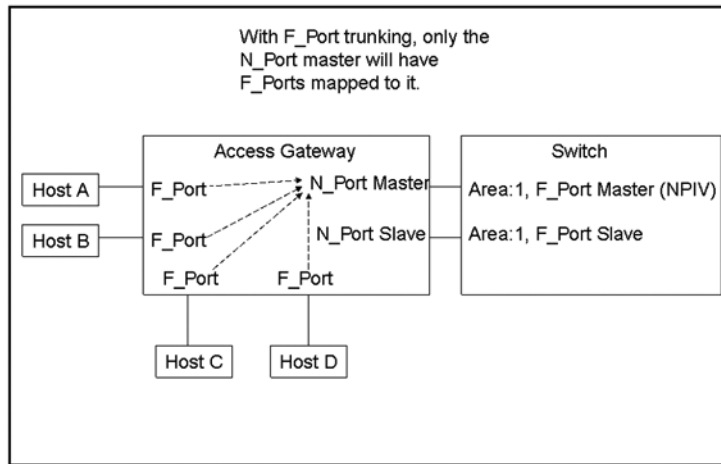 With F_Port trunking, only the
N_Port master will have
F_Ports mapped to it.
Access Gateway
Switch
Host A
F_Port
N_Port Master
Area:1, F_Port Master (NPIV)
Host B
F_Port
N_Port Slave
Area:1, F_Port Slave
F_Port
F_Port
Host C
Host D